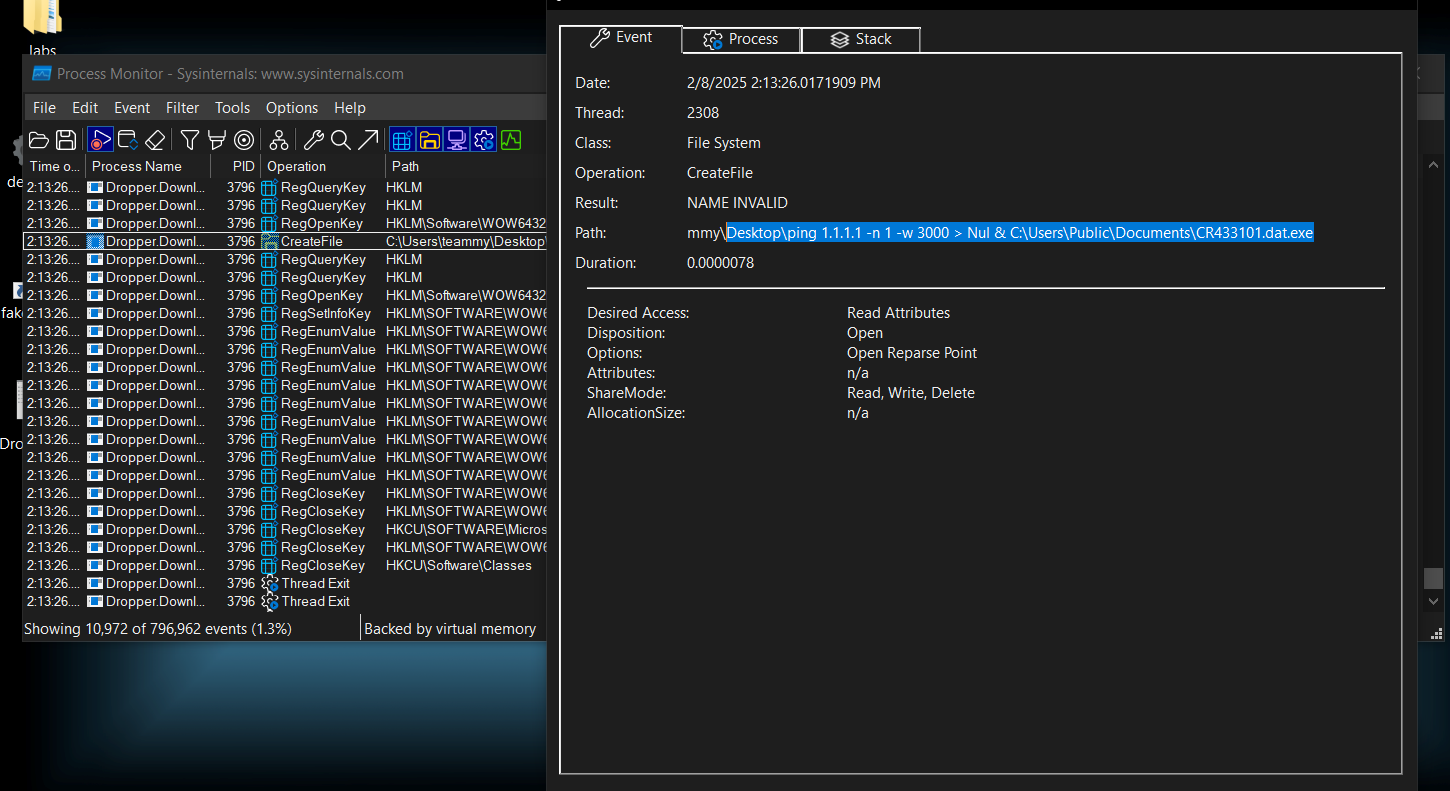 labs
Process Monitor - Sysinternals: www.sysinternals.com
File Edit Event Filter Tools Options Help
Time o... Process Name PID Operation Path
2:13:26.... Dropper.Downl... 3796 RegQueryKey HKLM
2:13:26.... Dropper.Downl... 3796 RegQueryKey HKLM
2:13:26.... Dropper.Downl... 3796 RegOpenKey HKLM\Software\WOW6432
2:13:26.... Dropper.Downl... 3796 CreateFile C:\Users\teammy\Desktop\
2:13:26.... Dropper.Downl... 3796 RegQueryKey HKLM
2:13:26.... Dropper.Downl... 3796 RegQueryKey HKLM
2:13:26.... Dropper.Downl... 3796 RegOpenKey HKLM\Software\WOW6432
2:13:26.... Dropper.Downl... 3796 RegSetInfoKey HKLM\SOFTWARE\WOW6
2:13:26.... Dropper.Downl... 3796 RegEnumValue HKLM\SOFTWARE\WOW6
2:13:26.... Dropper.Downl... 3796 RegEnumValue HKLM\SOFTWARE\WOW6
2:13:26.... Dropper.Downl... 3796 RegEnumValue HKLM\SOFTWARE\WOW6
2:13:26.... Dropper.Downl... 3796 RegEnumValue HKLM\SOFTWARE\WOW6
2:13:26.... Dropper.Downl... 3796 RegEnumValue HKLM\SOFTWARE\WOW6
2:13:26.... Dropper.Downl... 3796 RegEnumValue HKLM\SOFTWARE\WOW6
2:13:26.... Dropper.Downl... 3796 RegEnumValue HKLM\SOFTWARE\WOW6
2:13:26.... Dropper.Downl... 3796 RegEnumValue HKLM\SOFTWARE\WOW6
2:13:26.... Dropper.Downl... 3796 RegEnumValue HKLM\SOFTWARE\WOW6
2:13:26.... Dropper.Downl... 3796 RegCloseKey HKLM\SOFTWARE\WOW6
2:13:26.... Dropper.Downl... 3796 RegCloseKey HKLM\SOFTWARE\WOW6
2:13:26.... Dropper.Downl... 3796 RegCloseKey HKCU\SOFTWARE\Micros
2:13:26.... Dropper.Downl... 3796 RegCloseKey HKLM\SOFTWARE\WOW6
2:13:26.... Dropper.Downl... 3796 RegCloseKey HKCU\Software\Classes
2:13:26.... Dropper.Downl... 3796 Thread Exit
2:13:26.... Dropper.Downl... 3796 Thread Exit
Showing 10,972 of 796,962 events (1.3%) Backed by virtual memory
de
fak
Dro
Event Process Stack
Date: 2/8/2025 2:13:26.0171909 PM
Thread: 2308
Class: File System
Operation: CreateFile
Result: NAME INVALID
Path: mmy\Desktop\ping 1.1.1.1 -n 1 -w 3000 > Nul & C:\Users\Public\Documents\CR433101.dat.exe
Duration: 0.0000078
Desired Access: Read Attributes
Disposition: Open
Options: Open Reparse Point
Attributes: n/a
ShareMode: Read, Write, Delete
AllocationSize: n/a